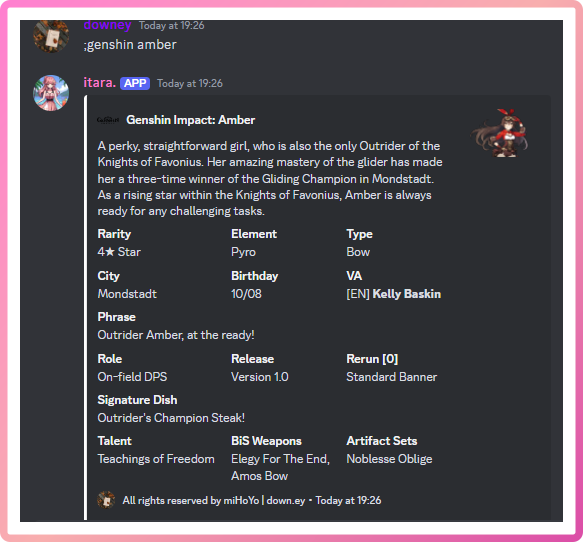 downey Today at 19:26
;genshin amber
itara. APP Today at 19:26
Genshin Impact: Amber
A perky, straightforward girl, who is also the only Outrider of the
Knights of Favonius. Her amazing mastery of the glider has made
her a three-time winner of the Gliding Champion in Mondstadt.
As a rising star within the Knights of Favonius, Amber is always
ready for any challenging tasks.
Rarity Element Type
4★ Star Pyro Bow
City Birthday VA
Mondstadt 10/08 [EN] Kelly Baskin
Phrase
Outrider Amber, at the ready!
Role Release Rerun [0]
On-field DPS Version 1.0 Standard Banner
Signature Dish
Outrider's Champion Steak!
Talent BiS Weapons Artifact Sets
Teachings of Freedom Elegy For The End, Noblesse Oblige
Amos Bow
All rights reserved by miHoYo | down.ey • Today at 19:26